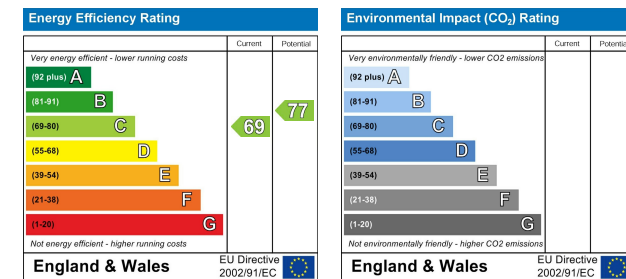 Energy Efficiency Rating
Current Potential
Very energy efficient - lower running costs
(92 plus) A
(81-91) B
(69-80) C
(55-68) D
(39-54) E
(21-38) F
(1-20) G
69
77
Not energy efficient - higher running costs
England & Wales
EU Directive
2002/91/EC
Environmental Impact (CO2) Rating
Current Potential
Very environmentally friendly - lower CO2 emissions
(92 plus) A
(81-91) B
(69-80) C
(55-68) D
(39-54) E
(21-38) F
(1-20) G
Not environmentally friendly - higher CO2 emissions
England & Wales
EU Directive
2002/91/EC